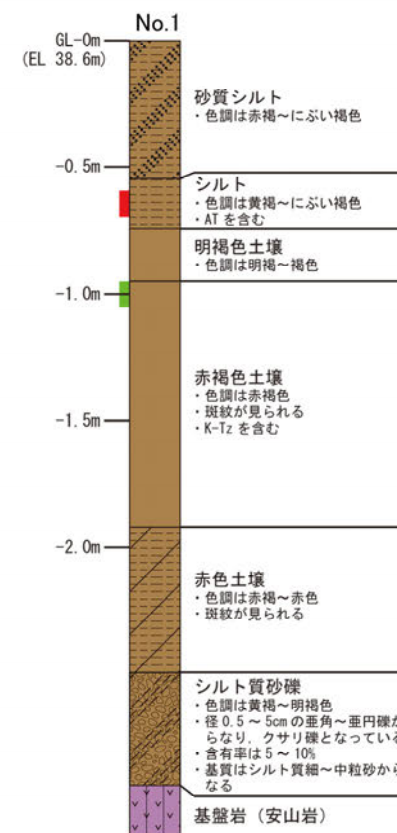 No.1
GL-0m
(EL 38.6m)
砂質シルト
・色調は赤褐～にぶい褐色
-0.5m
シルト
・色調は黄褐～にぶい褐色
・AT を含む
明褐色土壌
・色調は明褐～褐色
-1.0m
赤褐色土壌
・色調は赤褐色
・斑紋が見られる
・K-Tz を含む
-1.5m
-2.0m
赤色土壌
・色調は赤褐～赤色
・斑紋が見られる
シルト質砂礫
・色調は黄褐～明褐色
・径 0.5 ～ 5cm の亜角～亜円礫か
らなり，クサリ礫となっている
・含有率は 5 ～ 10%
・基質はシルト質細～中粒砂から
なる
基盤岩（安山岩）